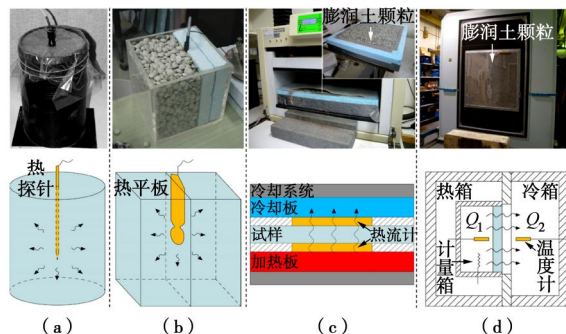 膨润土颗粒
膨润土颗粒
热
探针
热平板
冷却系统
冷却板
试样
热流计
加热板
热箱
冷箱
Q1
Q2
计
量
箱
温
度
计
(a)
(b)
(c)
(d)